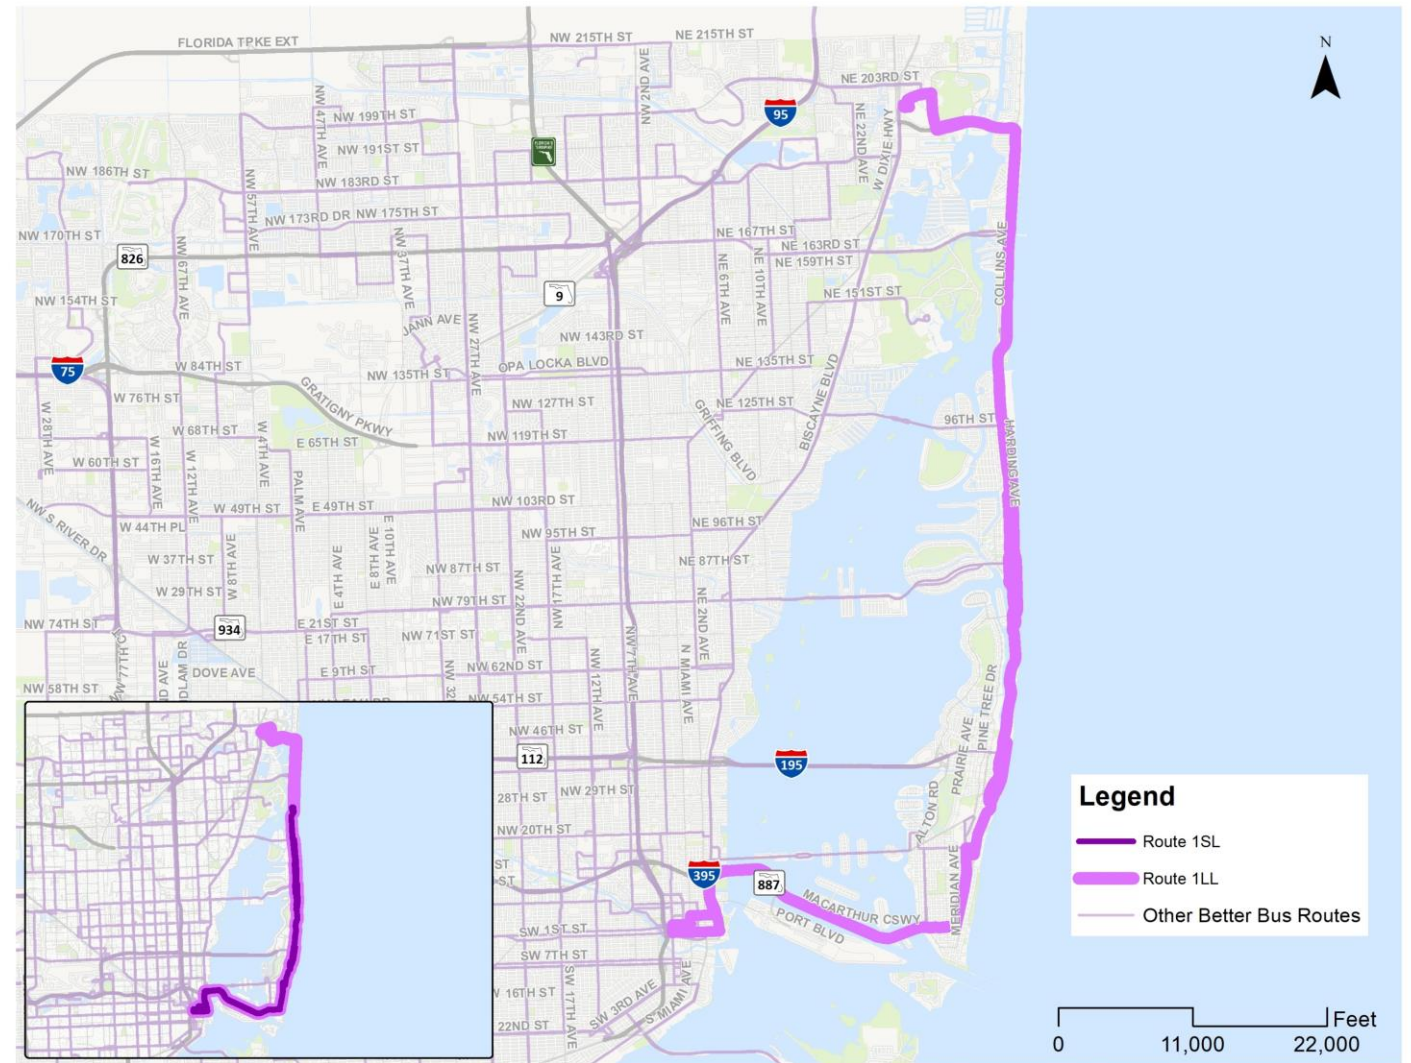 FLORIDA TPKE EXT
NW 215TH ST
NE 215TH ST
N
NW 2ND AVE
NE 203RD ST
NW 47TH AVE
95
NE 22ND AVE
W DIXIE HWY
NW 199TH ST
NW 191ST ST
NW 186TH ST
NW 183RD ST
NW 57TH AVE
NW 173RD DR
NW 175TH ST
NW 170TH ST
NE 167TH ST
NE 163RD ST
NE 159TH ST
826
NW 67TH AVE
NW 37TH AVE
NE 6TH AVE
NE 10TH AVE
COLLINS AVE
9
NE 151ST ST
NW 154TH ST
JANN AVE
NW 27TH AVE
NW 143RD ST
OPA LOCKA BLVD
NE 135TH ST
75
W 84TH ST
NW 135TH ST
GRATIGNY PKWY
BISCAYNE BLVD
W 76TH ST
NW 127TH ST
NE 125TH ST
GRIFFING BLVD
96TH ST
HARDING AVE
W 28TH AVE
W 68TH ST
W 4TH AVE
E 65TH ST
NW 119TH ST
W 16TH AVE
W 12TH AVE
W 60TH ST
PALM AVE
W 49TH ST
E 49TH ST
NW 103RD ST
NW S RIVER DR
W 44TH PL
NW 95TH ST
NE 96TH ST
W 37TH ST
W 8TH AVE
E 4TH AVE
E 8TH AVE
E 10TH AVE
NW 87TH ST
NE 87TH ST
W 29TH ST
NW 22ND AVE
NW 17TH AVE
NW 79TH ST
NE 2ND AVE
NW 74TH ST
934
E 21ST ST
E 17TH ST
NW 71ST ST
NW 7TH AVE
NW 12TH AVE
N MIAMI AVE
DOVE AVE
E 9TH ST
NW 62ND ST
NW 58TH ST
NW 54TH ST
PINE TREE DR
PRAIRIE AVE
NW 46TH ST
112
195
28TH ST
NW 29TH ST
ALTON RD
NW 20TH ST
MERIDIAN AVE
395
887
MACARTHUR CSWY
PORT BLVD
SW 1ST ST
SW 7TH ST
SW 17TH AVE
SW 3RD AVE
S MIAMI AVE
16TH ST
22ND ST
Legend
Route 1SL
Route 1LL
Other Better Bus Routes
Feet
0 11,000 22,000